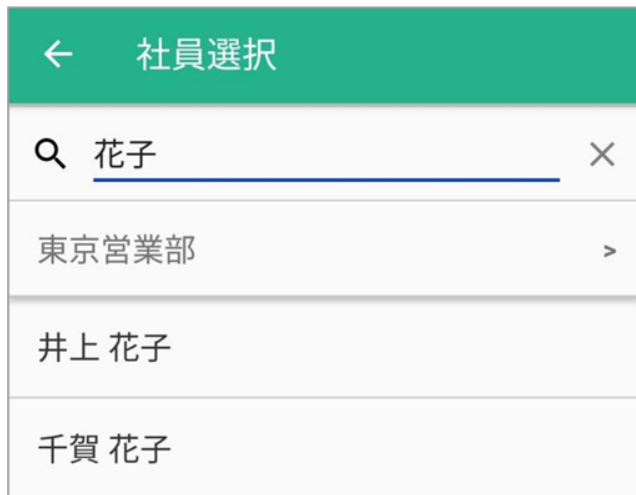 社員選択
花子
東京営業部 >
井上 花子
千賀 花子